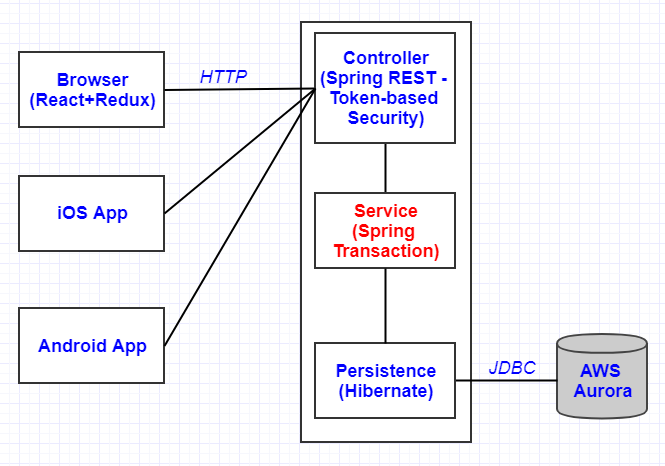 Browser
(React+Redux)
HTTP
Controller
(Spring REST -
Token-based
Security)
iOS App
Service
(Spring
Transaction)
Android App
Persistence
(Hibernate)
JDBC
AWS
Aurora